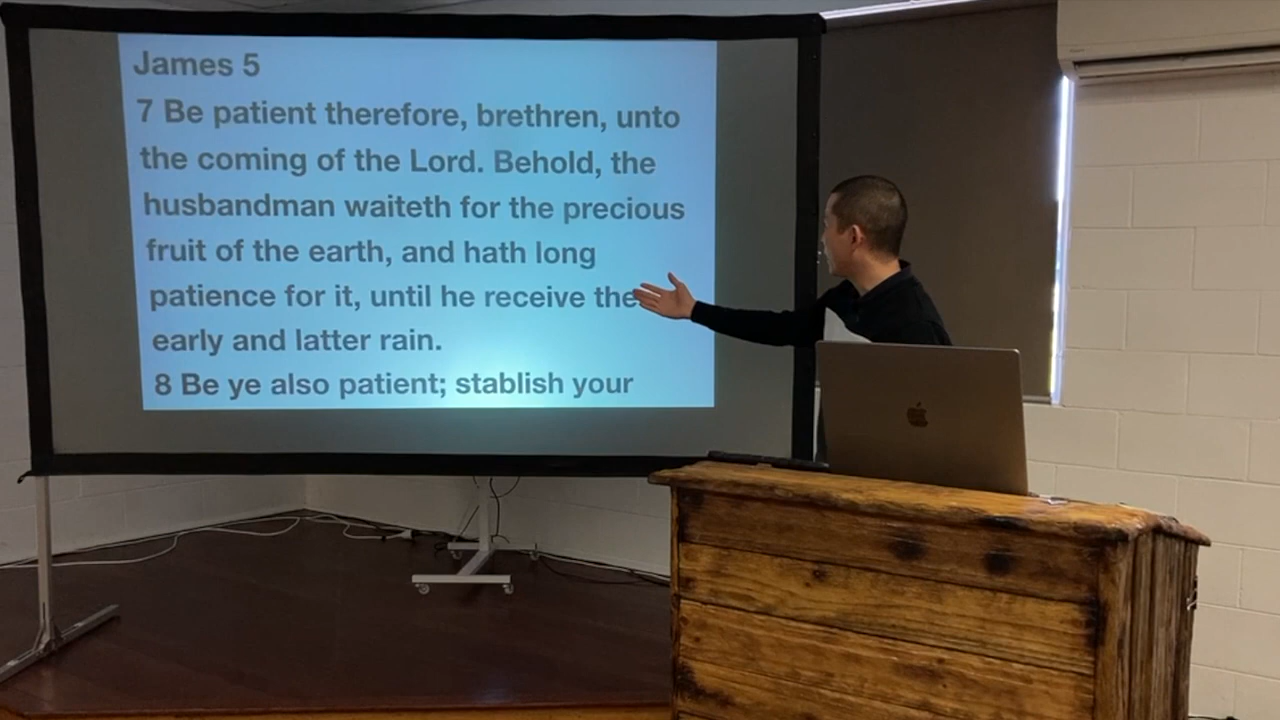 James 5
7 Be patient therefore, brethren, unto
the coming of the Lord. Behold, the
husbandman waiteth for the precious
fruit of the earth, and hath long
patience for it, until he receive the
early and latter rain.
8 Be ye also patient; stablish your